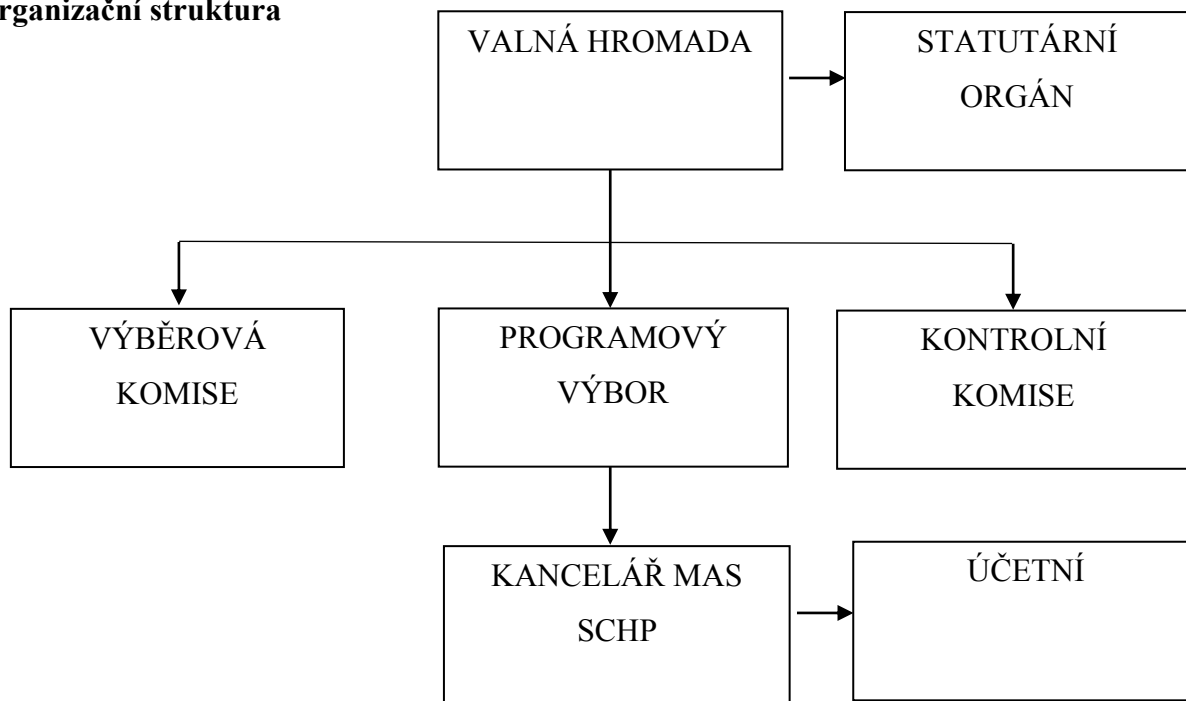 rganizační struktura
VALNÁ HROMADA
STATUTÁRNÍ
ORGÁN
VÝBĚROVÁ
KOMISE
PROGRAMOVÝ
VÝBOR
KONTROLNÍ
KOMISE
KANCELÁŘ MAS
SCHP
ÚČETNÍ